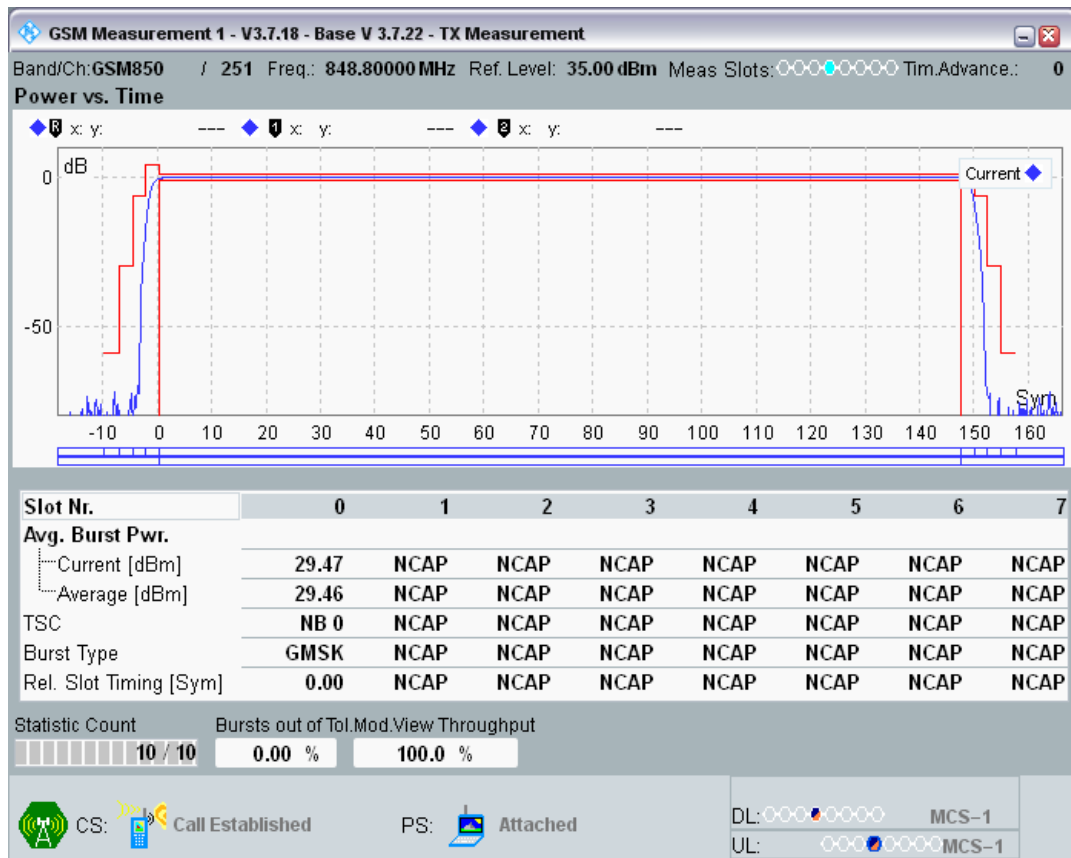 GSM Measurement 1 - V3.7.18 - Base V 3.7.22 - TX Measurement
Band/Ch:GSM850 / 251 Freq.: 848.80000 MHz Ref. Level: 35.00 dBm Meas Slots: Tim.Advance.: 0
Power vs. Time
R x: y: --- 1 x: y: --- 2 x: y: ---
dB
Current
0
-50
Sym
-10 0 10 20 30 40 50 60 70 80 90 100 110 120 130 140 150 160
Slot Nr. 0 1 2 3 4 5 6 7
Avg. Burst Pwr.
Current [dBm] 29.47 NCAP NCAP NCAP NCAP NCAP NCAP NCAP
Average [dBm] 29.46 NCAP NCAP NCAP NCAP NCAP NCAP NCAP
TSC NB 0 NCAP NCAP NCAP NCAP NCAP NCAP NCAP
Burst Type GMSK NCAP NCAP NCAP NCAP NCAP NCAP NCAP
Rel. Slot Timing [Sym] 0.00 NCAP NCAP NCAP NCAP NCAP NCAP NCAP
Statistic Count Bursts out of Tol.Mod.View Throughput
10 / 10 0.00 % 100.0 %
CS: Call Established PS: Attached
DL: MCS-1
UL: MCS-1